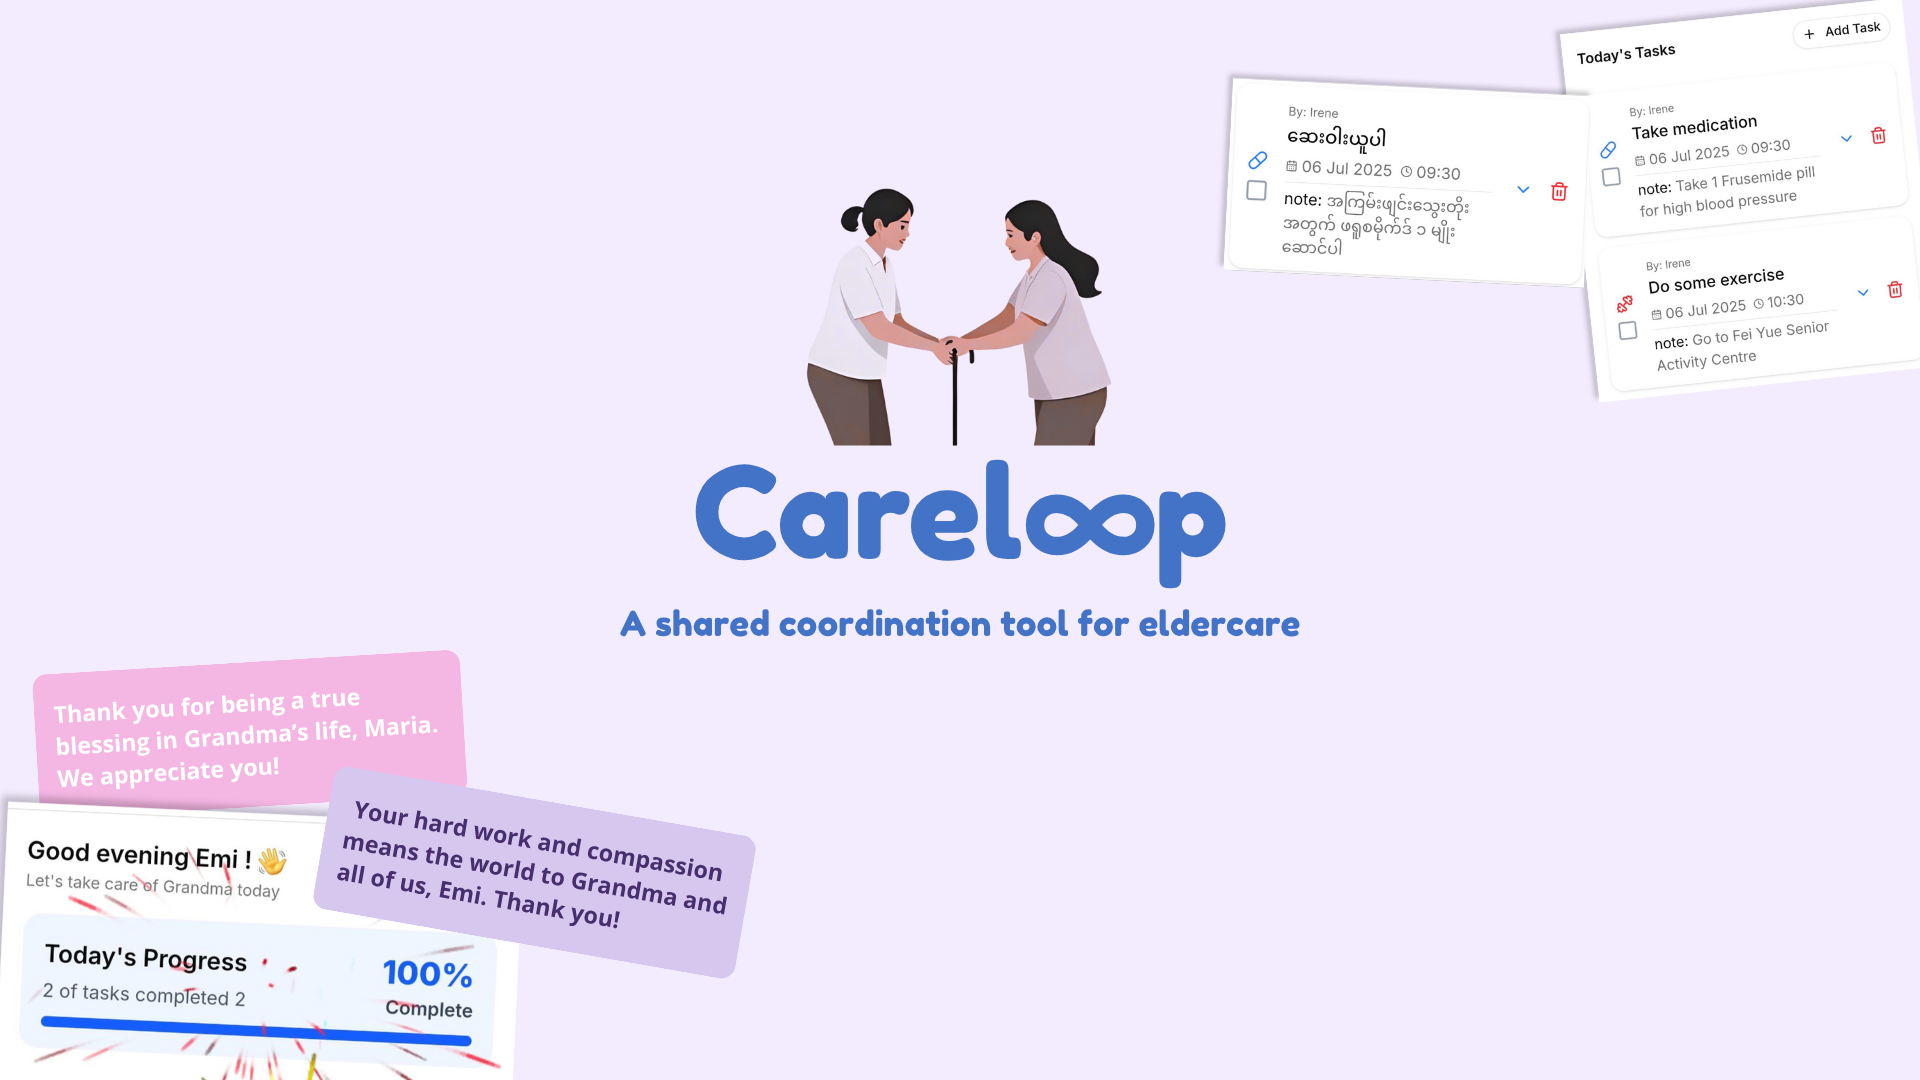 Today's Tasks
+ Add Task
By: Irene
ဆေးဝါးယူပါ
06 Jul 2025 09:30
note: အကြမ်းဖျင်းသွေးတိုး
အတွက် ဖရူစမိုက်ဒ် ၁ မျိုး
ဆောင်ပါ
By: Irene
Take medication
06 Jul 2025 09:30
note: Take 1 Frusemide pill
for high blood pressure
By: Irene
Do some exercise
06 Jul 2025 10:30
note: Go to Fei Yue Senior
Activity Centre
Careloop
A shared coordination tool for eldercare
Thank you for being a true
blessing in Grandma's life, Maria.
We appreciate you!
Your hard work and compassion
means the world to Grandma and
all of us, Emi. Thank you!
Good evening Emi ! 👋
Let's take care of Grandma today
Today's Progress
2 of tasks completed 2
100%
Complete